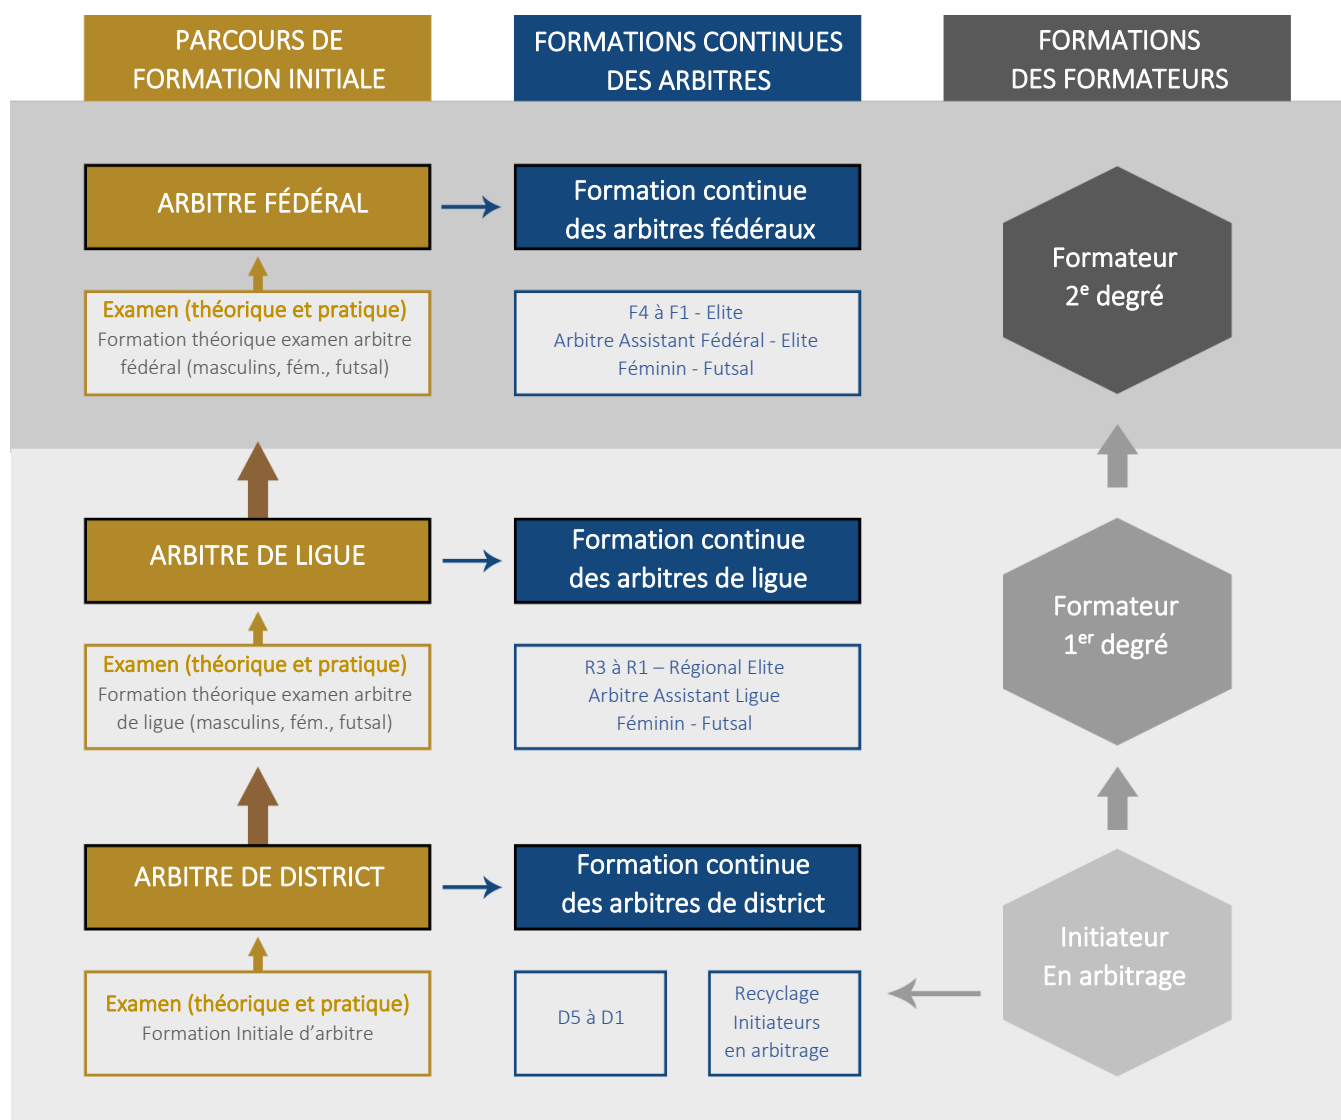 PARCOURS DE
FORMATION INITIALE
FORMATIONS CONTINUES
DES ARBITRES
FORMATIONS
DES FORMATEURS
ARBITRE FÉDÉRAL
Formation continue
des arbitres fédéraux
Formateur
2e degré
Examen (théorique et pratique)
Formation théorique examen arbitre
fédéral (masculins, fém., futsal)
F4 à F1 - Elite
Arbitre Assistant Fédéral - Elite
Féminin - Futsal
ARBITRE DE LIGUE
Formation continue
des arbitres de ligue
Formateur
1er degré
Examen (théorique et pratique)
Formation théorique examen arbitre
de ligue (masculins, fém., futsal)
R3 à R1 – Régional Elite
Arbitre Assistant Ligue
Féminin - Futsal
ARBITRE DE DISTRICT
Formation continue
des arbitres de district
Initiateur
En arbitrage
Examen (théorique et pratique)
Formation Initiale d’arbitre
D5 à D1
Recyclage
Initiateurs
en arbitrage